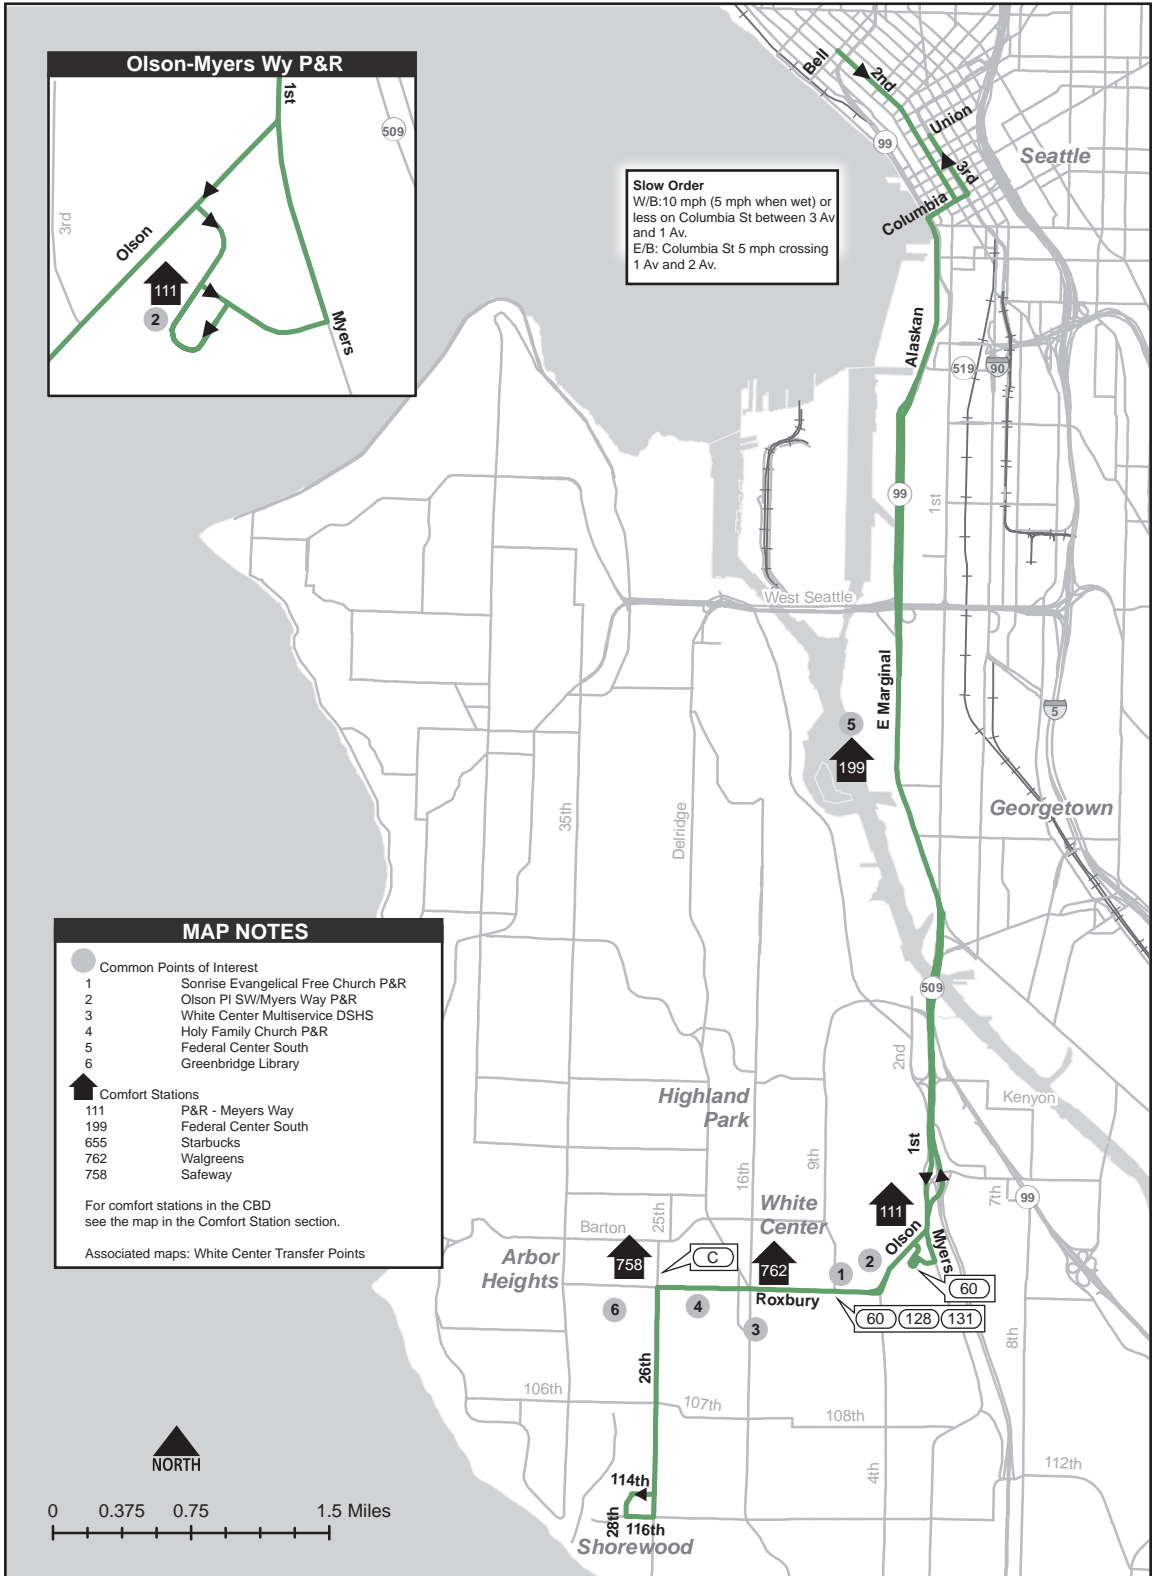 Olson-Myers Wy P&R
1st
509
3rd
Olson
111
2
Myers
Bell
2nd
Union
99
Seattle
3rd
Columbia
Slow Order
W/B:10 mph (5 mph when wet) or
less on Columbia St between 3 Av
and 1 Av.
E/B: Columbia St 5 mph crossing
1 Av and 2 Av.
Alaskan
519
90
99
1st
West Seattle
E Marginal
5
5
199
35th
Delridge
Georgetown
MAP NOTES
Common Points of Interest
1 Sonrise Evangelical Free Church P&R
2 Olson Pl SW/Myers Way P&R
3 White Center Multiservice DSHS
4 Holy Family Church P&R
5 Federal Center South
6 Greenbridge Library
Comfort Stations
111 P&R - Meyers Way
199 Federal Center South
655 Starbucks
762 Walgreens
758 Safeway
For comfort stations in the CBD
see the map in the Comfort Station section.
Associated maps: White Center Transfer Points
509
2nd
Kenyon
Highland
Park
1st
9th
16th
7th
99
White
Center
111
25th
Barton
Olson
Myers
Arbor
Heights
758
C
762
1
2
60
Roxbury
6
4
3
60 128 131
8th
26th
106th
107th
108th
4th
112th
NORTH
114th
28th
116th
Shorewood
0 0.375 0.75 1.5 Miles